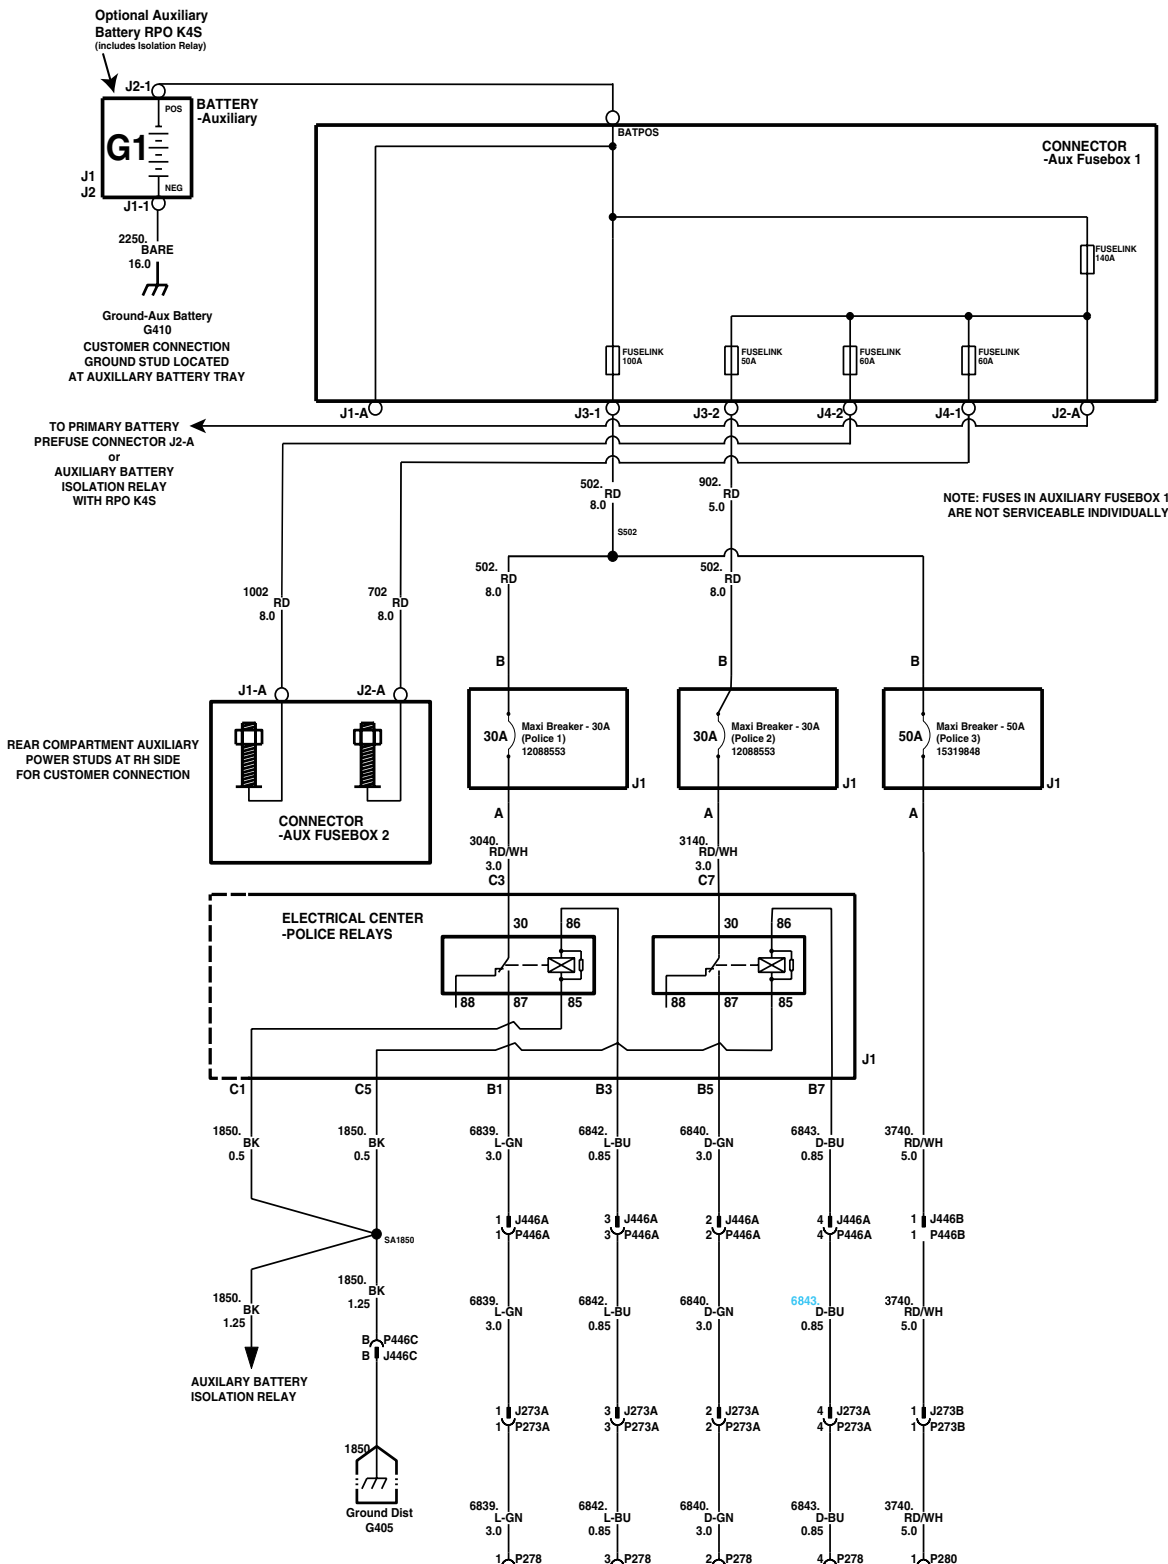 Optional Auxiliary
Battery RPO K4S
(includes Isolation Relay)
J2-1
BATTERY
-Auxiliary
POS
G1
J1
J2
NEG
J1-1
2250.
BARE
16.0
Ground-Aux Battery
G410
CUSTOMER CONNECTION
GROUND STUD LOCATED
AT AUXILLARY BATTERY TRAY
BATPOS
CONNECTOR
-Aux Fusebox 1
FUSELINK
140A
FUSELINK
100A
FUSELINK
50A
FUSELINK
60A
FUSELINK
60A
J1-A
J3-1
J3-2
J4-2
J4-1
J2-A
TO PRIMARY BATTERY
PREFUSE CONNECTOR J2-A
or
AUXILIARY BATTERY
ISOLATION RELAY
WITH RPO K4S
502.
RD
8.0
902.
RD
5.0
NOTE: FUSES IN AUXILIARY FUSEBOX 1
ARE NOT SERVICEABLE INDIVIDUALLY
S502
502.
RD
8.0
502.
RD
8.0
1002
RD
8.0
702
RD
8.0
B
B
B
J1-A
J2-A
REAR COMPARTMENT AUXILIARY
POWER STUDS AT RH SIDE
FOR CUSTOMER CONNECTION
CONNECTOR
-AUX FUSEBOX 2
30A
Maxi Breaker - 30A
(Police 1)
12088553
J1
30A
Maxi Breaker - 30A
(Police 2)
12088553
J1
50A
Maxi Breaker - 50A
(Police 3)
15319848
J1
A
A
A
3040.
RD/WH
3.0
C3
3140.
RD/WH
3.0
C7
ELECTRICAL CENTER
-POLICE RELAYS
30
86
30
86
88
87
85
88
87
85
J1
C1
C5
B1
B3
B5
B7
1850.
BK
0.5
1850.
BK
0.5
6839.
L-GN
3.0
6842.
L-BU
0.85
6840.
D-GN
3.0
6843.
D-BU
0.85
3740.
RD/WH
5.0
1 J446A
1 P446A
3 J446A
3 P446A
2 J446A
2 P446A
4 J446A
4 P446A
1 J446B
1 P446B
SA1850
1850.
BK
1.25
1850.
BK
1.25
6839.
L-GN
3.0
6842.
L-BU
0.85
6840.
D-GN
3.0
6843.
D-BU
0.85
3740.
RD/WH
5.0
B P446C
B J446C
AUXILARY BATTERY
ISOLATION RELAY
1 J273A
1 P273A
3 J273A
3 P273A
2 J273A
2 P273A
4 J273A
4 P273A
1 J273B
1 P273B
1850
Ground Dist
G405
6839.
L-GN
3.0
6842.
L-BU
0.85
6840.
D-GN
3.0
6843.
D-BU
0.85
3740.
RD/WH
5.0
1 P278
3 P278
2 P278
4 P278
1 P280